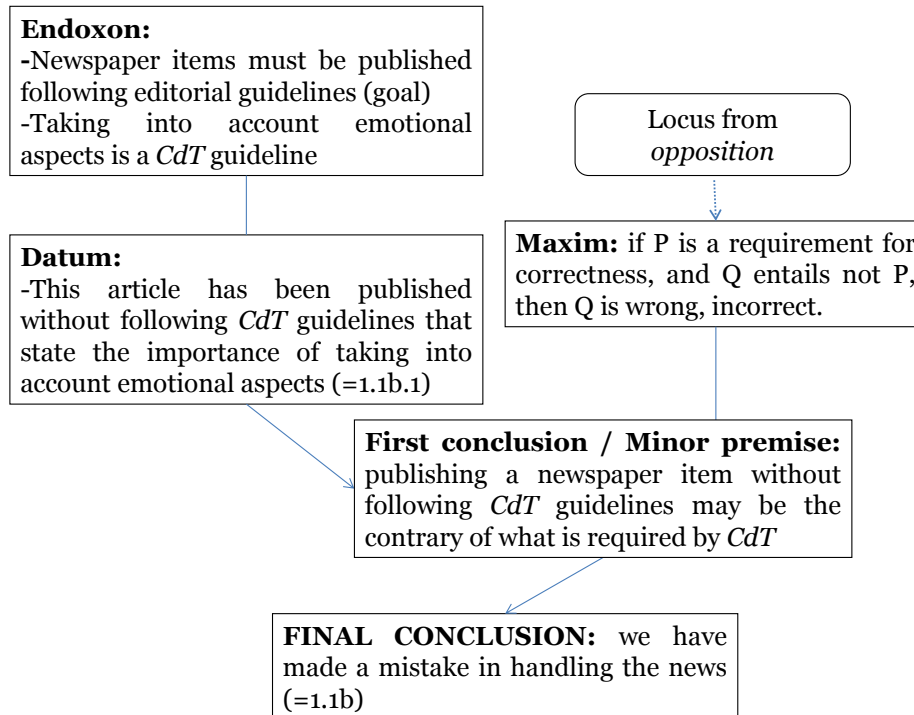 Endoxon:
-Newspaper items must be published
following editorial guidelines (goal)
-Taking into account emotional
aspects is a CdT guideline
Locus from
opposition
Maxim: if P is a requirement for
correctness, and Q entails not P,
then Q is wrong, incorrect.
Datum:
-This article has been published
without following CdT guidelines that
state the importance of taking into
account emotional aspects (=1.1b.1)
First conclusion / Minor premise:
publishing a newspaper item without
following CdT guidelines may be the
contrary of what is required by CdT
FINAL CONCLUSION: we have
made a mistake in handling the news
(=1.1b)